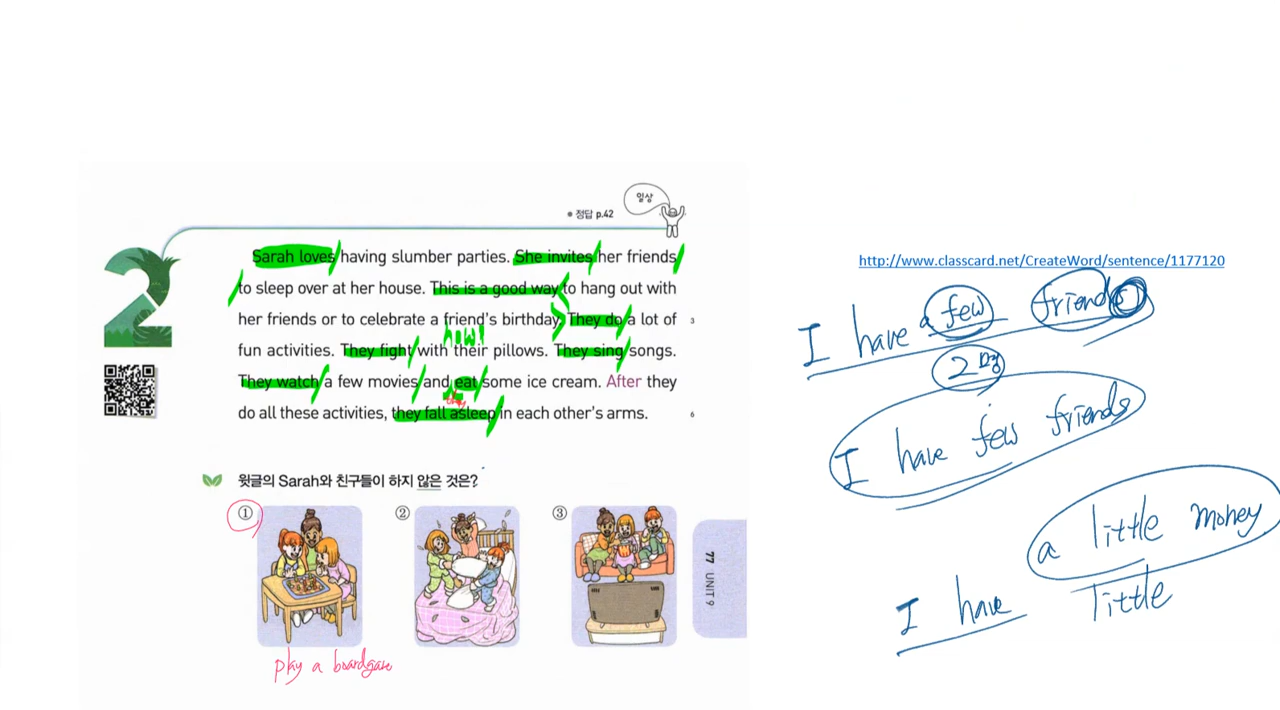 일상
정답 p.42
2
Sarah loves having slumber parties. She invites her friends
to sleep over at her house. This is a good way to hang out with
her friends or to celebrate a friend's birthday. They do a lot of
3
how?
fun activities. They fight with their pillows. They sing songs.
They watch a few movies and eat some ice cream. After they
they
do all these activities, they fall asleep in each other's arms.
6
윗글의 Sarah와 친구들이 하지 않은 것은?
①
②
③
play a boardgame
77 UNIT 9
http://www.classcard.net/CreateWord/sentence/1177120
I have a few friends
2명
I have few friends
a little money
I have little